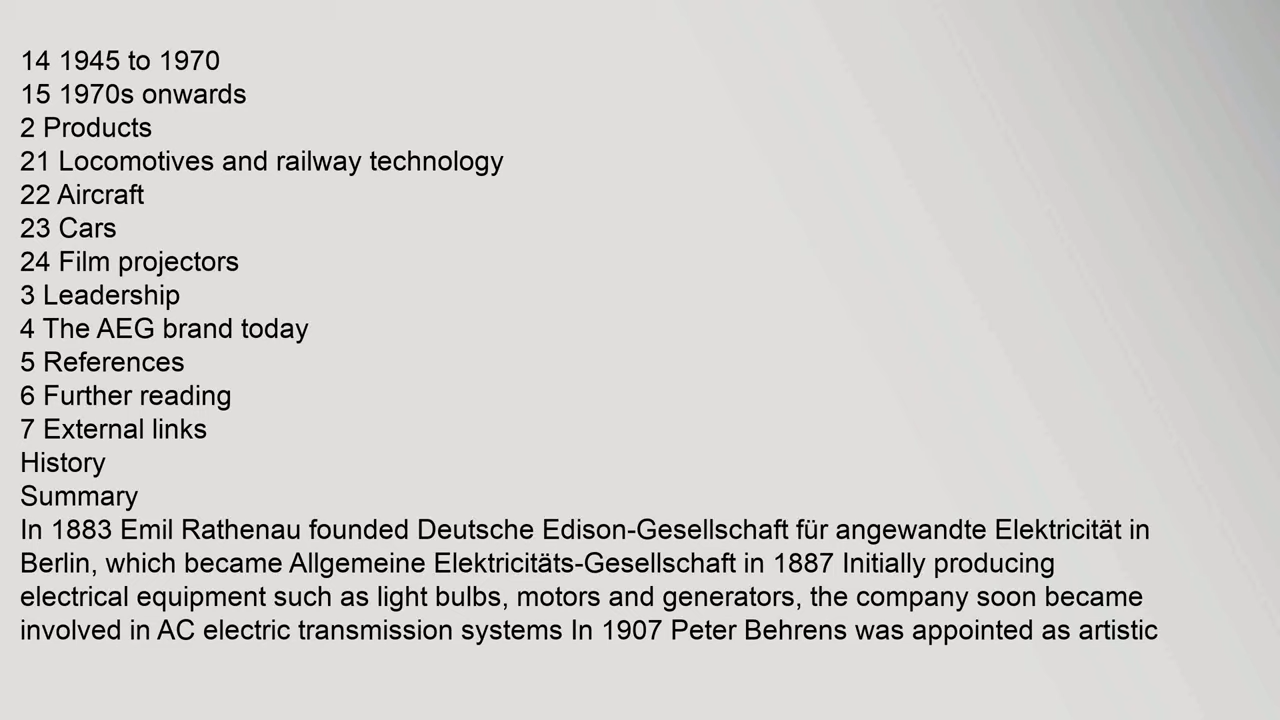 14 1945 to 1970
15 1970s onwards
2 Products
21 Locomotives and railway technology
22 Aircraft
23 Cars
24 Film projectors
3 Leadership
4 The AEG brand today
5 References
6 Further reading
7 External links
History
Summary
In 1883 Emil Rathenau founded Deutsche Edison-Gesellschaft für angewandte Elektricität in
Berlin, which became Allgemeine Elektricitäts-Gesellschaft in 1887 Initially producing
electrical equipment such as light bulbs, motors and generators, the company soon became
involved in AC electric transmission systems In 1907 Peter Behrens was appointed as artistic